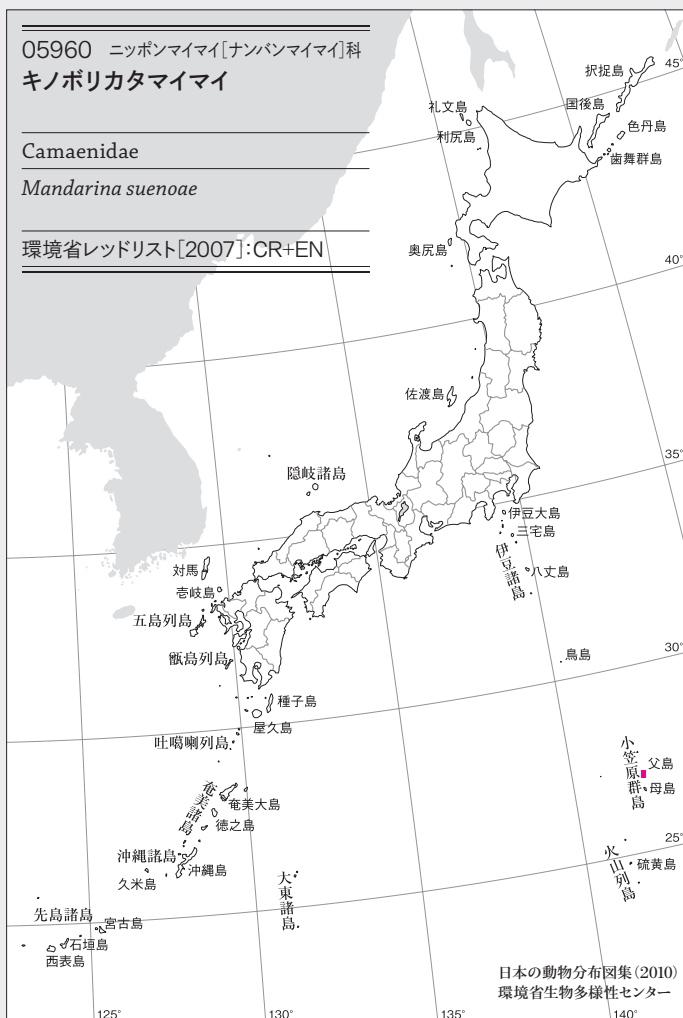 05960 ニッポンマイマイ[ナンバンマイマイ]科
キノボリカタマイマイ
Camaenidae
Mandarina suenoae
環境省レッドリスト[2007]:CR+EN
択捉島
45°
国後島
礼文島
色丹島
利尻島
歯舞群島
奥尻島
40°
佐渡島
35°
隠岐諸島
伊豆大島
三宅島
伊豆諸島
八丈島
対馬
壱岐島
五島列島
鳥島
30°
甑島列島
種子島
屋久島
吐噶喇列島
小笠原群島
父島
母島
奄美諸島
奄美大島
徳之島
25°
沖縄諸島
沖縄島
久米島
火山列島
硫黄島
大東諸島
先島諸島
宮古島
石垣島
西表島
日本の動物分布図集(2010)
環境省生物多様性センター
125°
130°
135°
140°